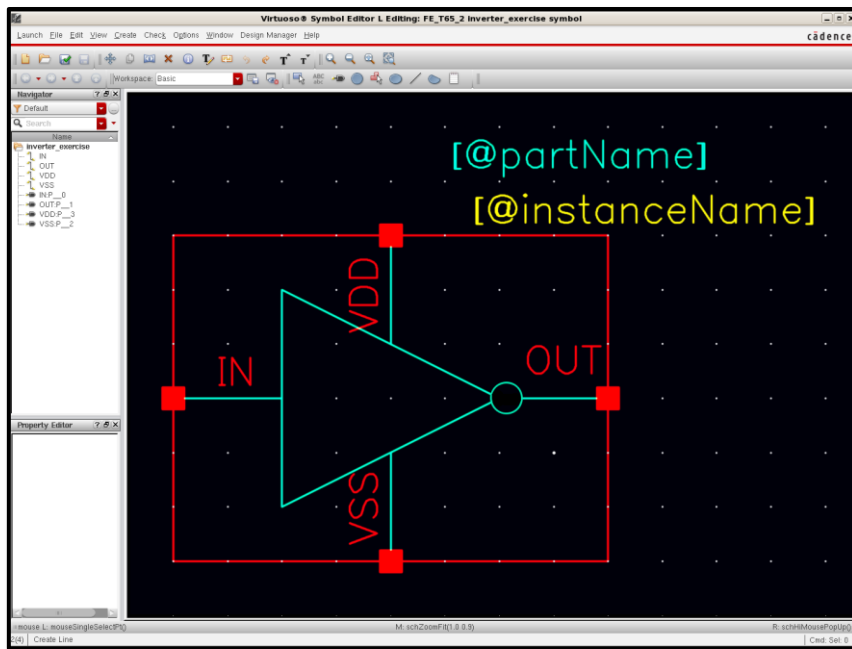 Virtuoso® Symbol Editor L Editing: FE_T65_2 inverter_exercise symbol
Launch File Edit View Create Check Options Window Design Manager Help
cādence
Workspace: Basic
Navigator
Default
Search
Name
inverter_exercise
IN
OUT
VDD
VSS
IN:P__0
OUT:P__1
VDD:P__3
VSS:P__2
Property Editor
[@partName]
[@instanceName]
VDD
IN
OUT
VSS
mouse L: mouseSingleSelectPt()
M: schZoomFit(1.0 0.9)
R: schHiMousePopUp()
2(4) Create Line
Cmd: Sel: 0